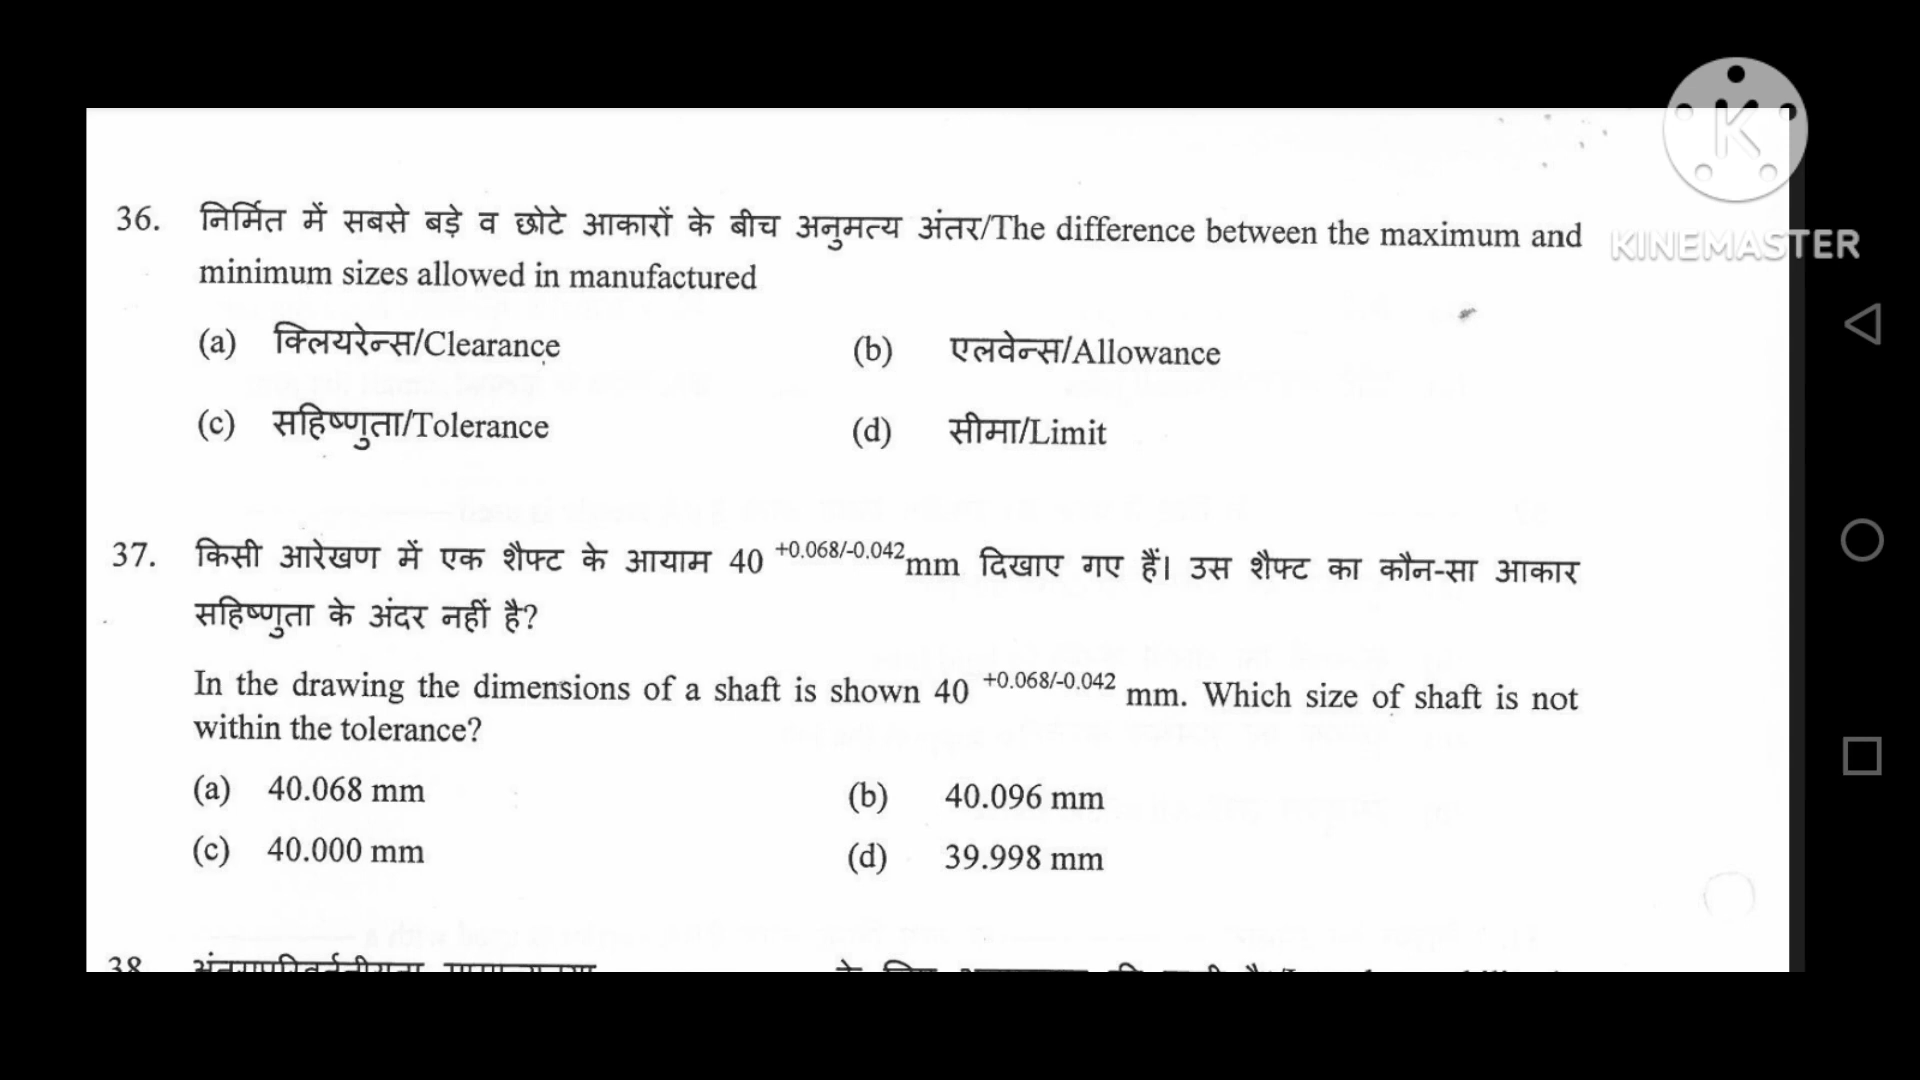 36. निर्मित में सबसे बड़े व छोटे आकारों के बीच अनुमत्य अंतर/The difference between the maximum and
minimum sizes allowed in manufactured
(a) क्लियरेन्स/Clearance (b) एलवेन्स/Allowance
(c) सहिष्णुता/Tolerance (d) सीमा/Limit
37. किसी आरेखण में एक शैफ्ट के आयाम 40 +0.068/-0.042 mm दिखाए गए हैं। उस शैफ्ट का कौन-सा आकार
सहिष्णुता के अंदर नहीं है?
In the drawing the dimensions of a shaft is shown 40 +0.068/-0.042 mm. Which size of shaft is not
within the tolerance?
(a) 40.068 mm (b) 40.096 mm
(c) 40.000 mm (d) 39.998 mm
38
K
KINEMASTER